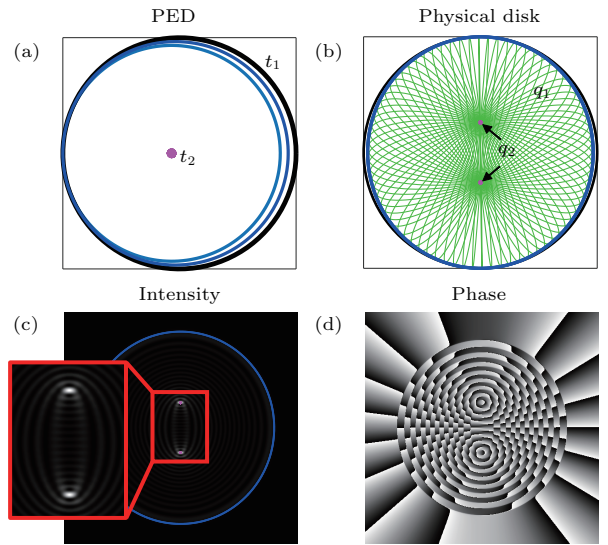 PED
Physical disk
(a)
t1
t2
(b)
q1
q2
Intensity
Phase
(c)
(d)